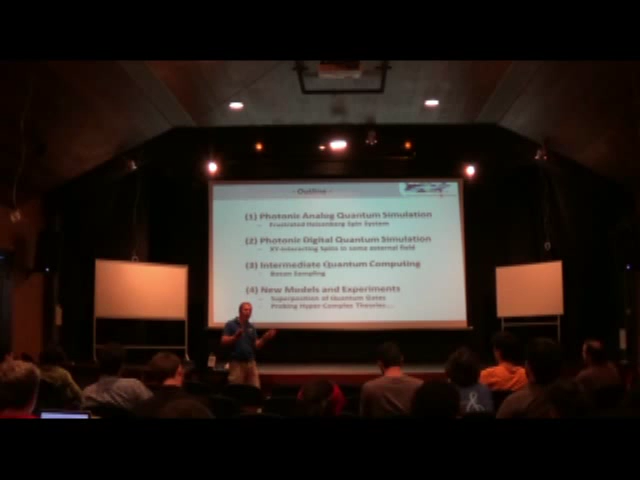 - Outline -
(1) Photonic Analog Quantum Simulation
- Frustrated Heisenberg Spin System
(2) Photonic Digital Quantum Simulation
- XY-Interacting Spins in some external field
(3) Intermediate Quantum Computing
- Boson Sampling
(4) New Models and Experiments
- Superposition of Quantum Gates
- Probing Hyper-Complex Theories....